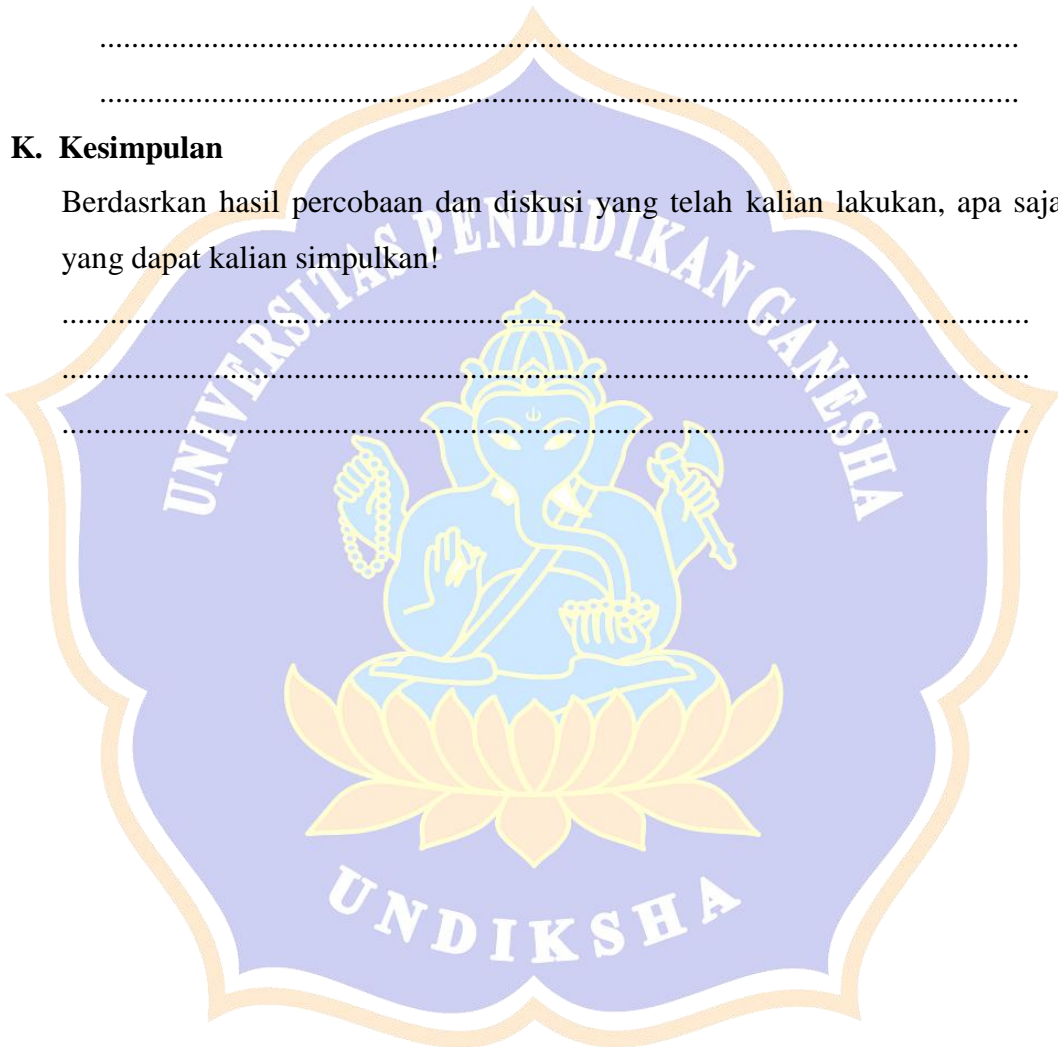 ...........................................................................................................................
...........................................................................................................................
K. Kesimpulan
Berdasrkan hasil percobaan dan diskusi yang telah kalian lakukan, apa saja
yang dapat kalian simpulkan!
.................................................................................................................................
.................................................................................................................................
.................................................................................................................................
UNIVERSITAS PENDIDIKAN GANESHA
UNDIKSHA